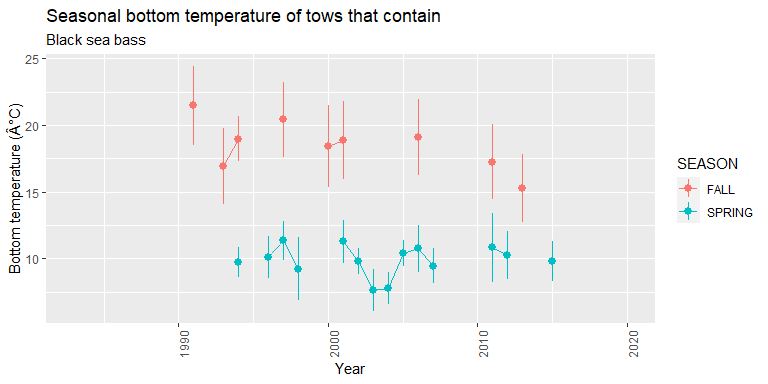 Seasonal bottom temperature of tows that contain
Black sea bass
25
20
15
10
Bottom temperature (Â°C)
1990
2000
2010
2020
Year
SEASON
FALL
SPRING